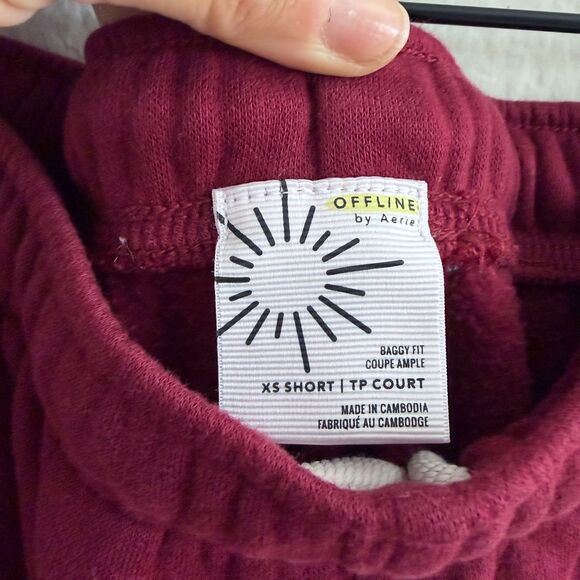 OFFLINE
by Aerie
BAGGY FIT
COUPE AMPLE
XS SHORT | TP COURT
MADE IN CAMBODIA
FABRIQUÉ AU CAMBODGE